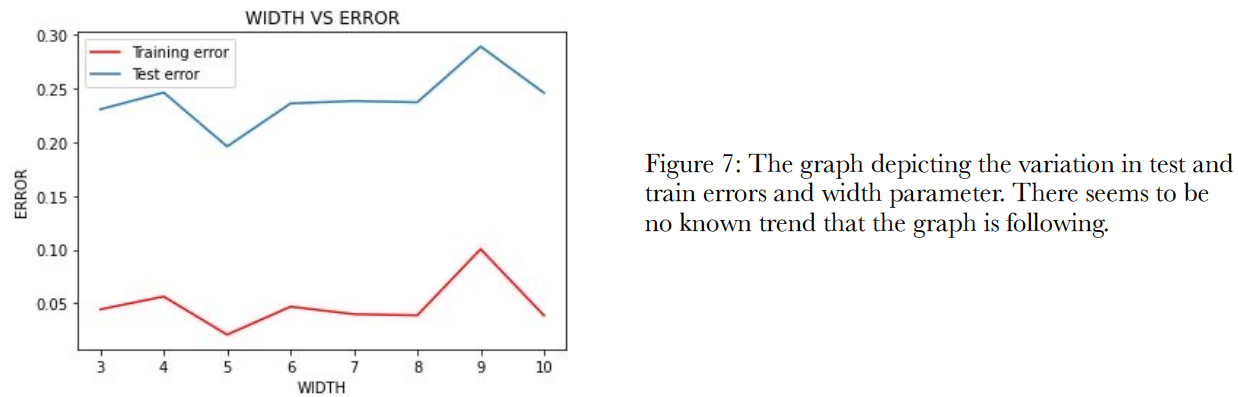 WIDTH VS ERROR
0.30
0.25
0.20
0.15
0.10
0.05
ERROR
Training error
Test error
3 4 5 6 7 8 9 10
WIDTH
Figure 7: The graph depicting the variation in test and
train errors and width parameter. There seems to be
no known trend that the graph is following.